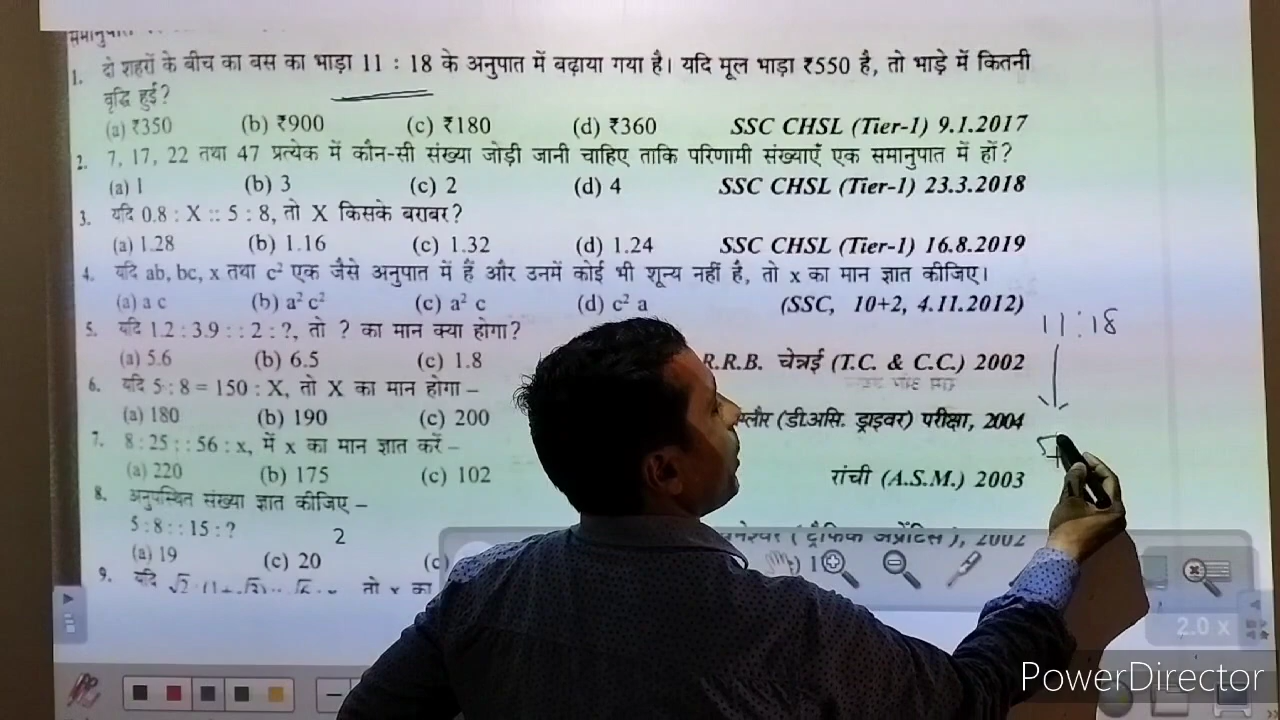 1. दो शहरों के बीच का बस का भाड़ा 11 : 18 के अनुपात में बढ़ाया गया है। यदि मूल भाड़ा ₹550 है, तो भाड़े में कितनी
वृद्धि हुई?
(a) ₹350 (b) ₹900 (c) ₹180 (d) ₹360 SSC CHSL (Tier-1) 9.1.2017
2. 7, 17, 22 तथा 47 प्रत्येक में कौन-सी संख्या जोड़ी जानी चाहिए ताकि परिणामी संख्याएँ एक समानुपात में हों?
(a) 1 (b) 3 (c) 2 (d) 4 SSC CHSL (Tier-1) 23.3.2018
3. यदि 0.8 : X :: 5 : 8, तो X किसके बराबर?
(a) 1.28 (b) 1.16 (c) 1.32 (d) 1.24 SSC CHSL (Tier-1) 16.8.2019
4. यदि ab, bc, x तथा c² एक जैसे अनुपात में हैं और उनमें कोई भी शून्य नहीं है, तो x का मान ज्ञात कीजिए।
(a) a c (b) a² c² (c) a² c (d) c² a (SSC, 10+2, 4.11.2012)
11:18
5. यदि 1.2 : 3.9 : : 2 : ?, तो ? का मान क्या होगा?
(a) 5.6 (b) 6.5 (c) 1.8 R.R.B. चेन्नई (T.C. & C.C.) 2002
6. यदि 5 : 8 = 150 : X, तो X का मान होगा –
(a) 180 (b) 190 (c) 200 (डी.असि. ड्राइवर) परीक्षा, 2004
7. 8 : 25 : : 56 : x, में x का मान ज्ञात करें –
(a) 220 (b) 175 (c) 102 रांची (A.S.M.) 2003
8. अनुपस्थित संख्या ज्ञात कीजिए –
5 : 8 : : 15 : ? 2
(a) 19 (c) 20 (c)
9. यदि
2.0 x
PowerDirector